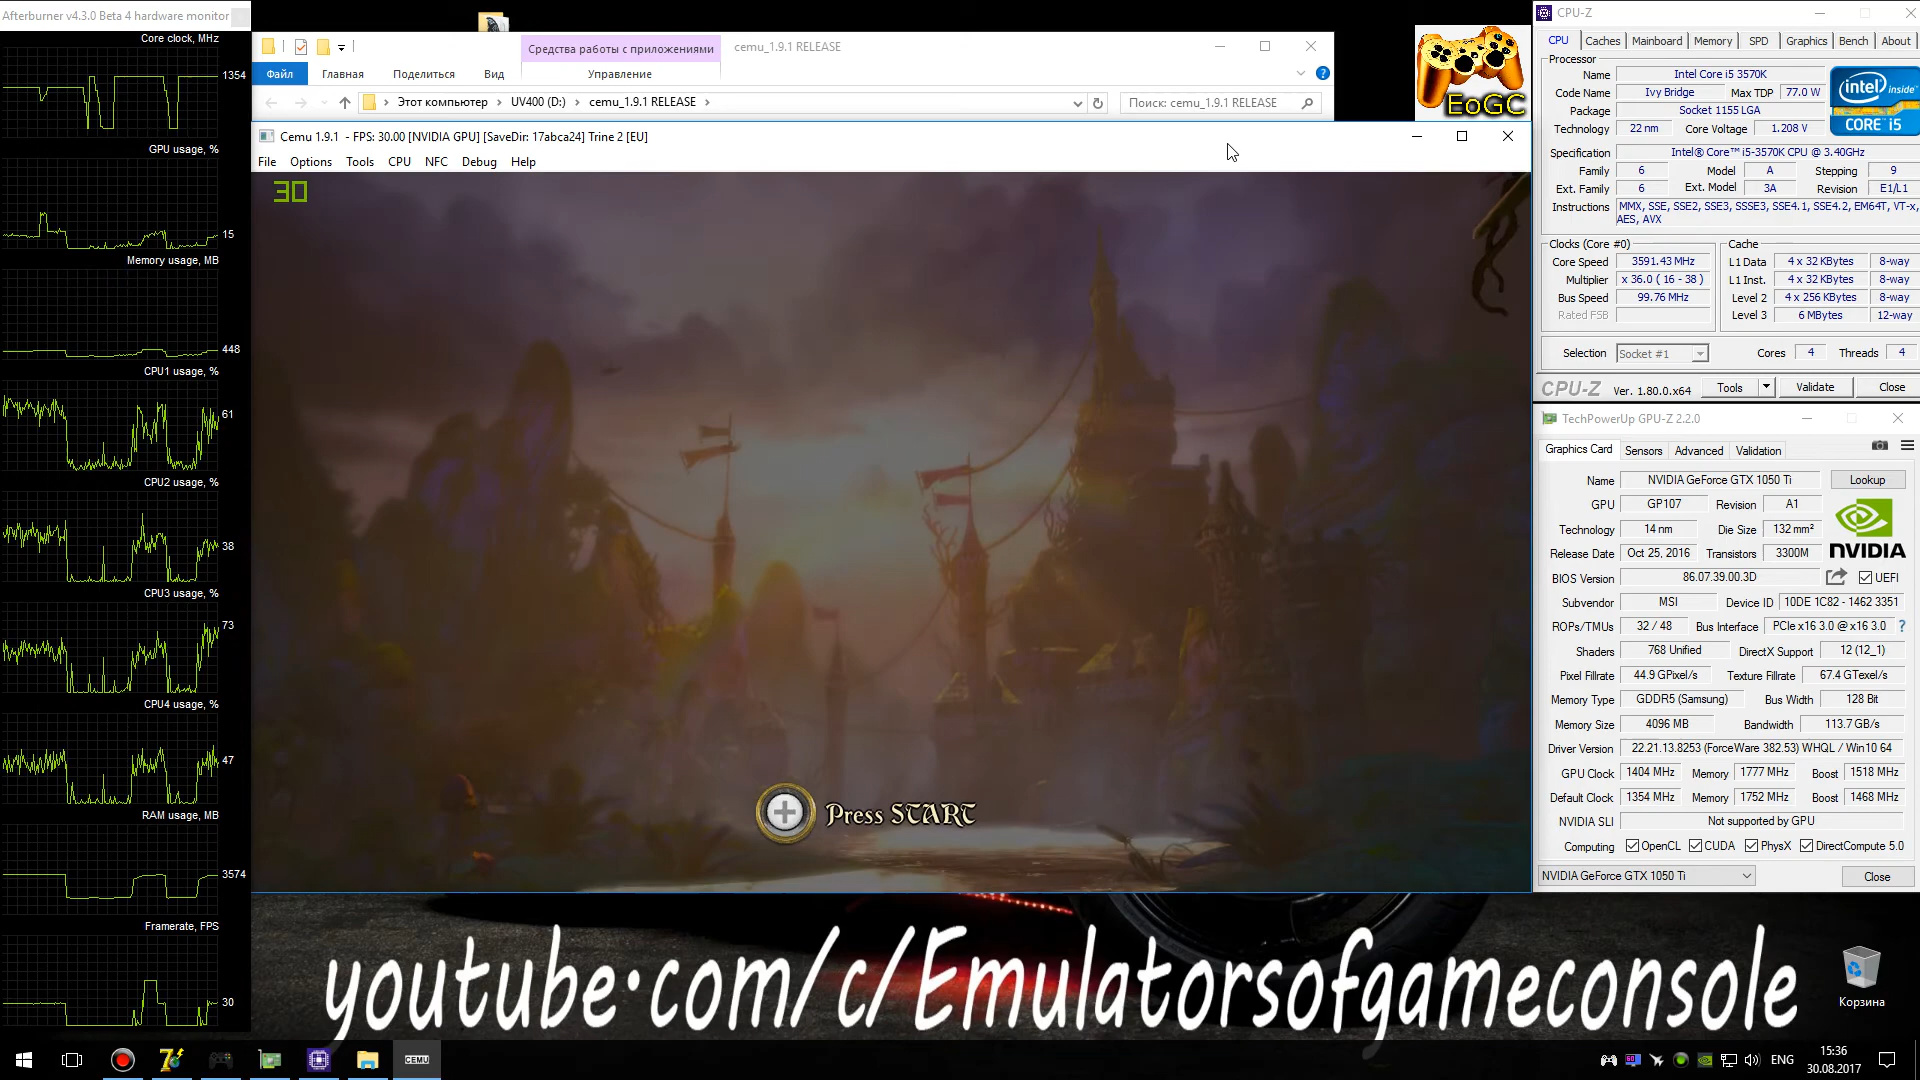 Afterburner v4.3.0 Beta 4 hardware monitor
Core clock, MHz
1354
GPU usage, %
15
Memory usage, MB
448
CPU1 usage, %
61
CPU2 usage, %
38
CPU3 usage, %
73
CPU4 usage, %
47
RAM usage, MB
3574
Framerate, FPS
30
Средства работы с приложениями
cemu_1.9.1 RELEASE
Файл Главная Поделиться Вид Управление
Этот компьютер UV400 (D:) cemu_1.9.1 RELEASE
Поиск: cemu_1.9.1 RELEASE
EoGC
Cemu 1.9.1 - FPS: 30.00 [NVIDIA GPU] [SaveDir: 17abca24] Trine 2 [EU]
File Options Tools CPU NFC Debug Help
30
Press START
CPU-Z
CPU Caches Mainboard Memory SPD Graphics Bench About
Processor
Name Intel Core i5 3570K
Code Name Ivy Bridge Max TDP 77.0 W
Package Socket 1155 LGA
Technology 22 nm Core Voltage 1.208 V
intel inside™
CORE i5
Specification Intel® Core™ i5-3570K CPU @ 3.40GHz
Family 6 Model A Stepping 9
Ext. Family 6 Ext. Model 3A Revision E1/L1
Instructions MMX, SSE, SSE2, SSE3, SSSE3, SSE4.1, SSE4.2, EM64T, VT-x,
AES, AVX
Clocks (Core #0)
Core Speed 3591.43 MHz
Multiplier x 36.0 ( 16 - 38 )
Bus Speed 99.76 MHz
Rated FSB
Cache
L1 Data 4 x 32 KBytes 8-way
L1 Inst. 4 x 32 KBytes 8-way
Level 2 4 x 256 KBytes 8-way
Level 3 6 MBytes 12-way
Selection Socket #1 Cores 4 Threads 4
CPU-Z Ver. 1.80.0.x64 Tools Validate Close
TechPowerUp GPU-Z 2.2.0
Graphics Card Sensors Advanced Validation
Name NVIDIA GeForce GTX 1050 Ti Lookup
GPU GP107 Revision A1
Technology 14 nm Die Size 132 mm²
Release Date Oct 25, 2016 Transistors 3300M
NVIDIA
BIOS Version 86.07.39.00.3D UEFI
Subvendor MSI Device ID 10DE 1C82 - 1462 3351
ROPs/TMUs 32 / 48 Bus Interface PCIe x16 3.0 @ x16 3.0 ?
Shaders 768 Unified DirectX Support 12 (12_1)
Pixel Fillrate 44.9 GPixel/s Texture Fillrate 67.4 GTexel/s
Memory Type GDDR5 (Samsung) Bus Width 128 Bit
Memory Size 4096 MB Bandwidth 113.7 GB/s
Driver Version 22.21.13.8253 (ForceWare 382.53) WHQL / Win10 64
GPU Clock 1404 MHz Memory 1777 MHz Boost 1518 MHz
Default Clock 1354 MHz Memory 1752 MHz Boost 1468 MHz
NVIDIA SLI Not supported by GPU
Computing OpenCL CUDA PhysX DirectCompute 5.0
NVIDIA GeForce GTX 1050 Ti Close
youtube.com/c/Emulatorsofgameconsole
Корзина
CEMU
ENG
15:36
30.08.2017